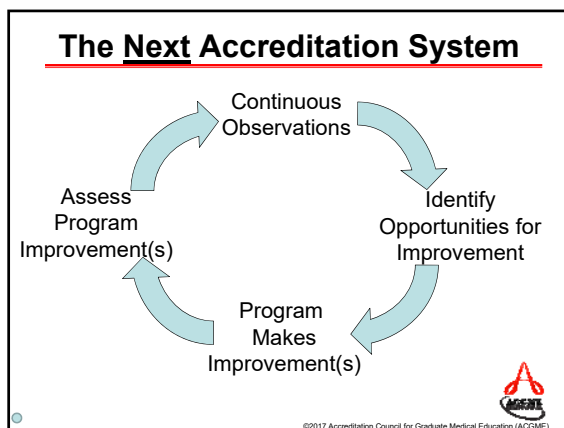 The Next Accreditation System
Continuous
Observations
Identify
Opportunities for
Improvement
Program
Makes
Improvement(s)
Assess
Program
Improvement(s)
ACGME
©2017 Accreditation Council for Graduate Medical Education (ACGME)